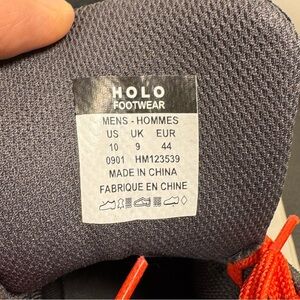 HOLO
FOOTWEAR
MENS - HOMMES
US UK EUR
10 9 44
0901 HM123539
MADE IN CHINA
FABRIQUE EN CHINE